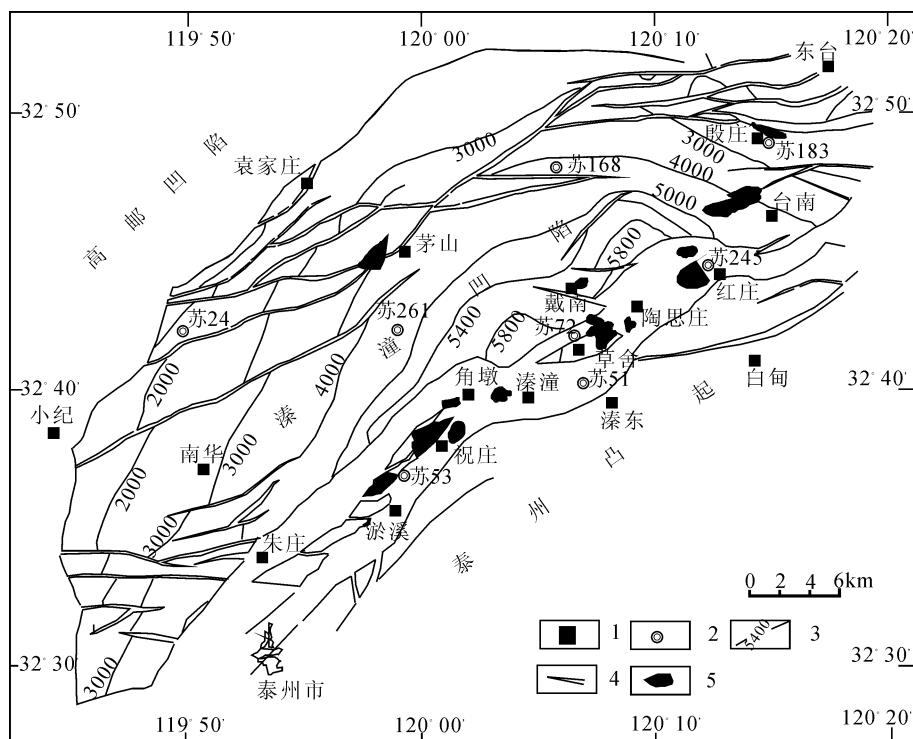 119°50′
120°00′
120°10′
120°20′
东台
32°50′
32°50′
殷庄
3000
苏183
3000
高邮凹陷
袁家庄
苏168
4000
5000
台南
茅山
陷
5800
苏245
红庄
凹
戴南
陶思庄
苏24
苏261
苏72
5400
5800
潼
草舍
白甸
2000
4000
角墩
溱潼
苏51
32°40′
32°40′
小纪
溱
溱东
起
南华
3000
祝庄
凸
2000
苏53
州
3000
淤溪
朱庄
泰
0 2 4 6km
1
2
5400
3
4
5
32°30′
32°30′
3000
泰州市
119°50′
120°00′
120°10′
120°20′